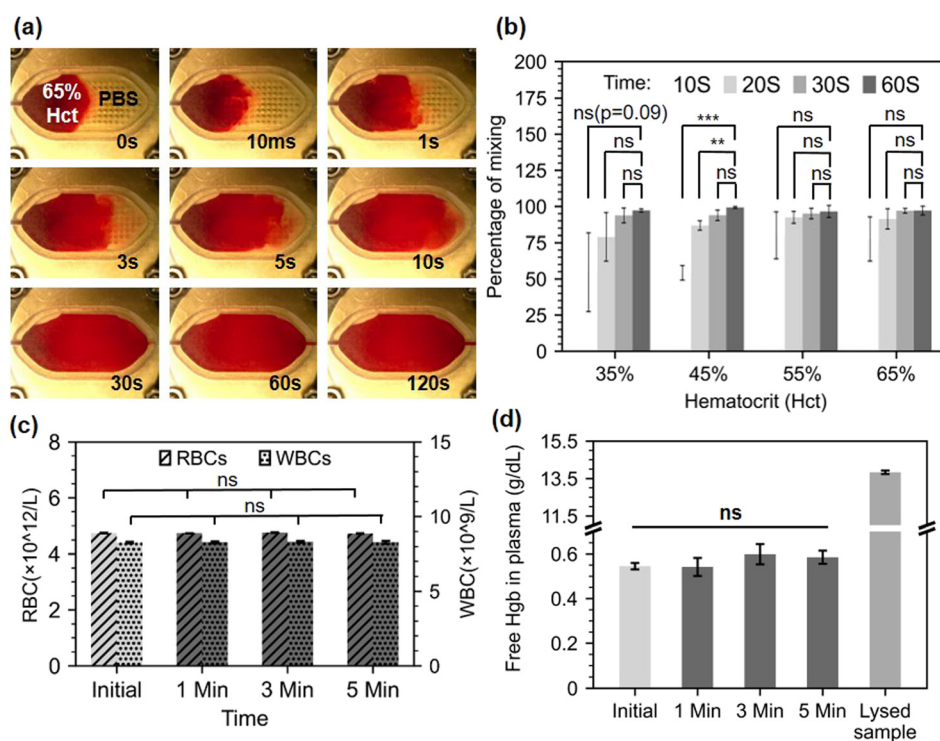 (a)
65%
Hct
PBS
0s
10ms
1s
3s
5s
10s
30s
60s
120s
(b)
Percentage of mixing
200
175
150
125
100
75
50
25
0
Time: 10S 20S 30S 60S
ns(p=0.09)
ns
ns
***
**
ns
ns
ns
ns
ns
ns
ns
35% 45% 55% 65%
Hematocrit (Hct)
(c)
RBC(×10^12/L)
8
6
4
2
0
RBCs WBCs
ns
ns
15
10
5
0
WBC(×10^9/L)
Initial 1 Min 3 Min 5 Min
Time
(d)
Free Hgb in plasma (g/dL)
15.5
13.5
11.5
0.6
0.4
0.2
0
ns
Initial 1 Min 3 Min 5 Min Lysed
sample